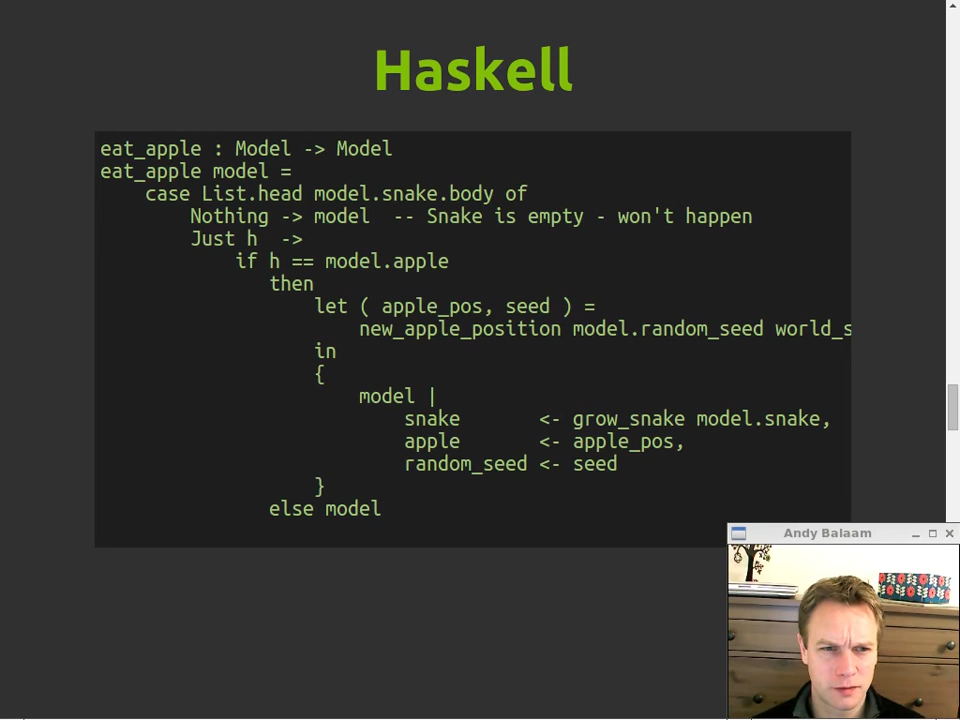 Haskell
eat_apple : Model -> Model
eat_apple model =
    case List.head model.snake.body of
        Nothing -> model  -- Snake is empty - won't happen
        Just h  ->
            if h == model.apple
               then
                   let ( apple_pos, seed ) =
                       new_apple_position model.random_seed world_s
                   in
                   {
                       model |
                           snake       <- grow_snake model.snake,
                           apple       <- apple_pos,
                           random_seed <- seed
                   }
               else model
Andy Balaam